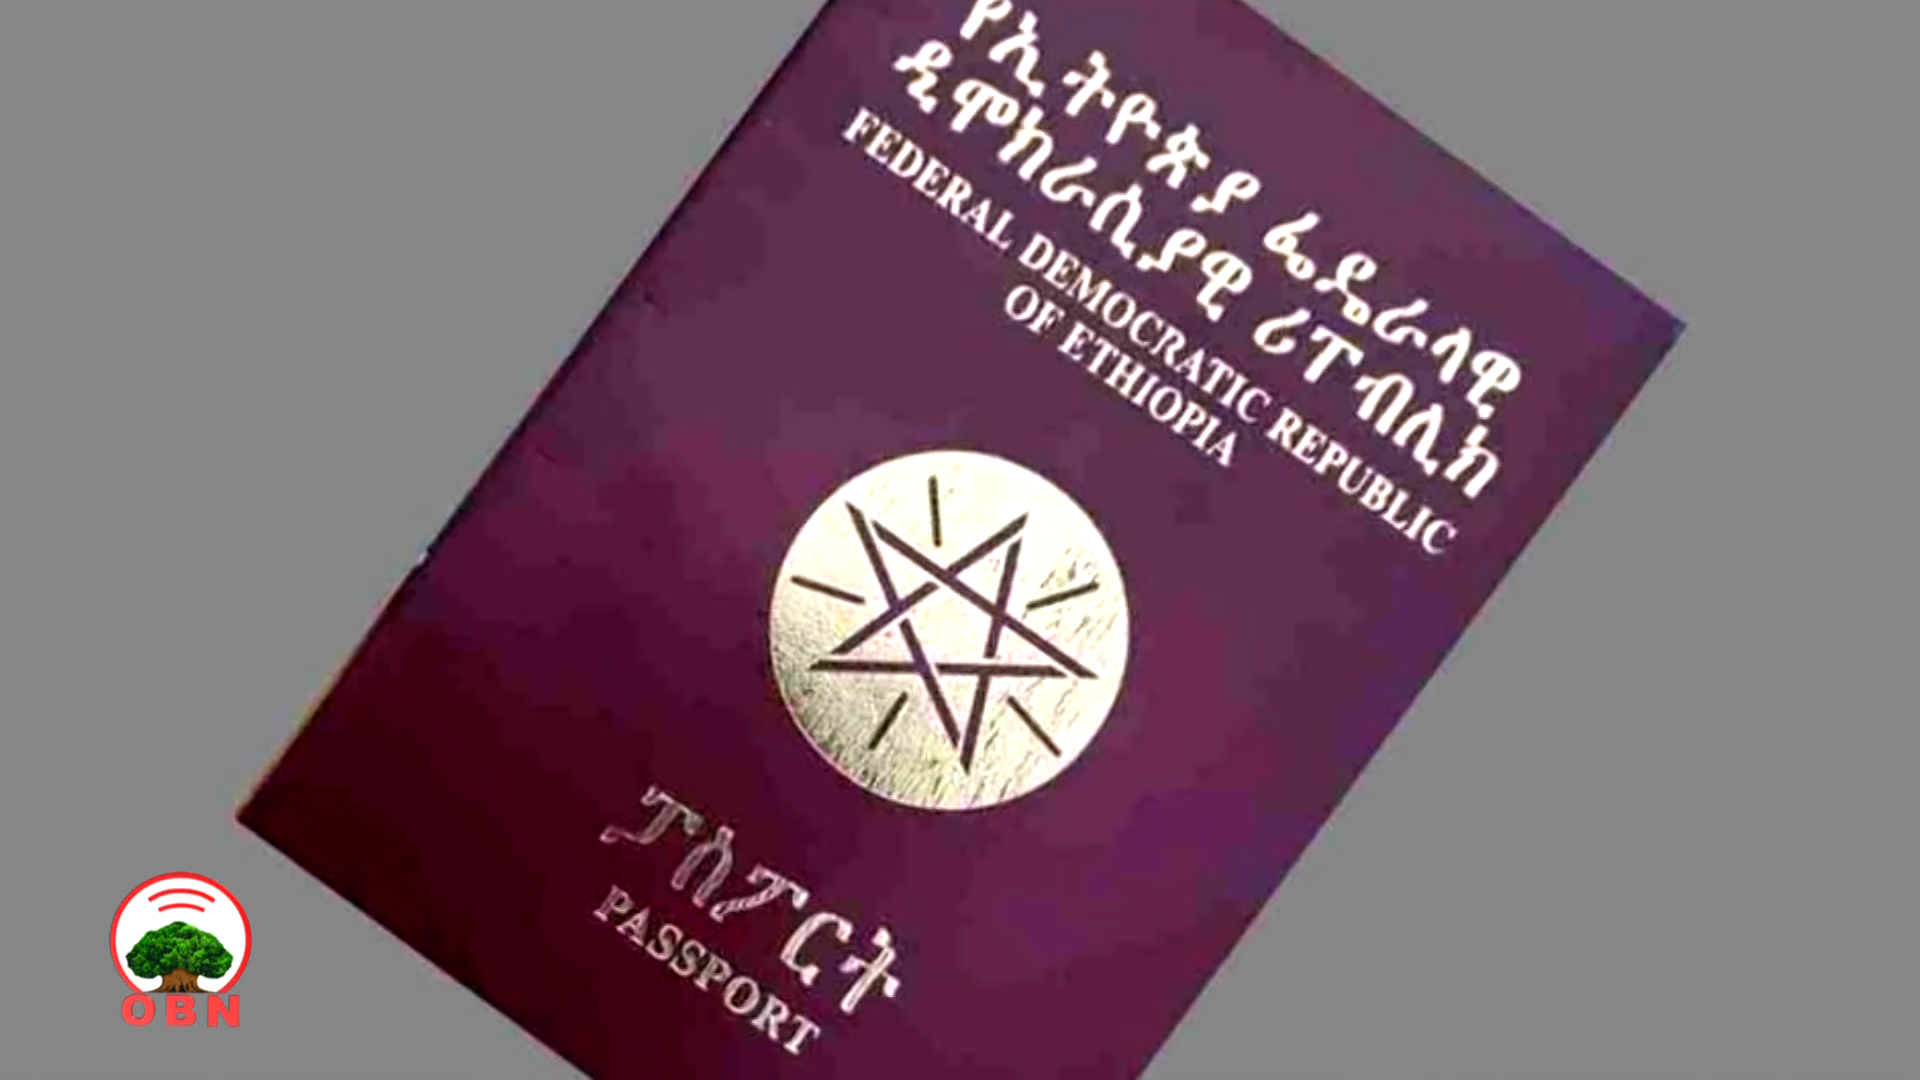 የኢትዮጵያ ፌዴራላዊ
ዲሞክራሲያዊ ሪፐብሊክ
FEDERAL DEMOCRATIC REPUBLIC
OF ETHIOPIA
ፓስፖርት
PASSPORT
OBN